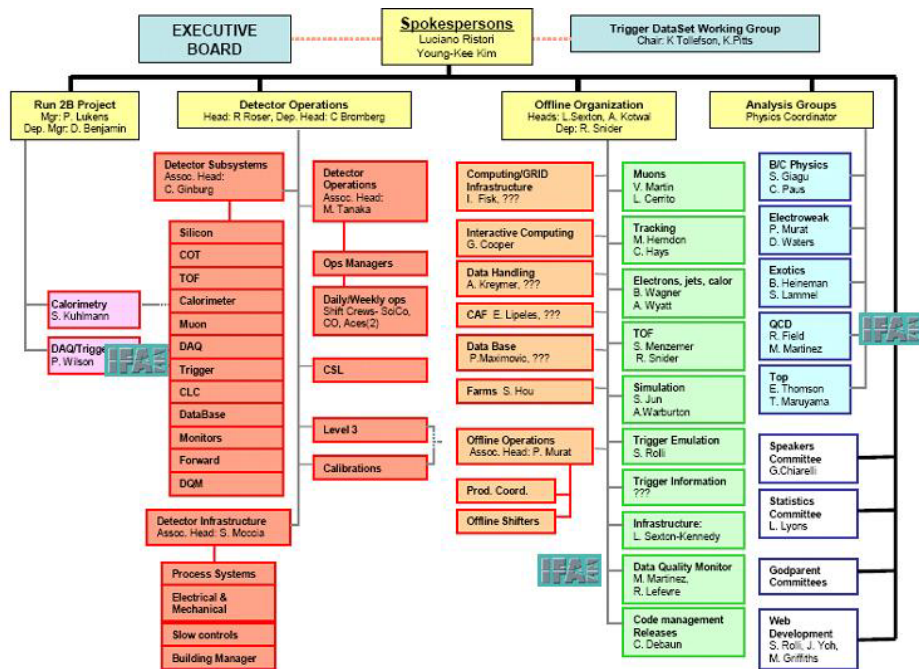 EXECUTIVE
BOARD
Spokespersons
Luciano Ristori
Young-Kee Kim
Trigger DataSet Working Group
Chair: K Tollefson, K.Pitts
Run 2B Project
Mgr: P. Lukens
Dep. Mgr: D. Benjamin
Detector Operations
Head: R Roser, Dep. Head: C Bromberg
Offline Organization
Heads: L.Sexton, A. Kotwal
Dep: R. Snider
Analysis Groups
Physics Coordinator
Calorimetry
S. Kuhlmann
DAQ/Trigge
P. Wilson
IFAE
Detector Subsystems
Assoc. Head:
C. Ginburg
Silicon
COT
TOF
Calorimeter
Muon
DAQ
Trigger
CLC
DataBase
Monitors
Forward
DQM
Detector Infrastructure
Assoc. Head: S. Moccia
Process Systems
Electrical &
Mechanical
Slow controls
Building Manager
Detector
Operations
Assoc. Head:
M. Tanaka
Ops Managers
Daily/Weekly ops
Shift Crews- SciCo,
CO, Aces(2)
CSL
Level 3
Calibrations
Computing/GRID
Infrastructure
I. Fisk, ???
Interactive Computing
G. Cooper
Data Handling
A. Kreymer, ???
CAF E. Lipeles, ???
Data Base
P.Maximovic, ???
Farms S. Hou
Offline Operations
Assoc. Head: P. Murat
Prod. Coord.
Offline Shifters
IFAE
Muons
V. Martin
L. Cerrito
Tracking
M. Herndon
C. Hays
Electrons, jets, calor
B. Wagner
A. Wyatt
TOF
S. Menzemer
R. Snider
Simulation
S. Jun
A.Warburton
Trigger Emulation
S. Rolli
Trigger Information
???
Infrastructure:
L. Sexton-Kennedy
Data Quality Monitor
M. Martinez,
R. Lefevre
Code management
Releases
C. Debaun
B/C Physics
S. Giagu
C. Paus
Electroweak
P. Murat
D. Waters
Exotics
B. Heineman
S. Lammel
QCD
R. Field
M. Martinez
IFAE
Top
E. Thomson
T. Maruyama
Speakers
Committee
G.Chiarelli
Statistics
Committee
L. Lyons
Godparent
Committees
Web
Development
S. Rolli, J. Yoh,
M. Griffiths